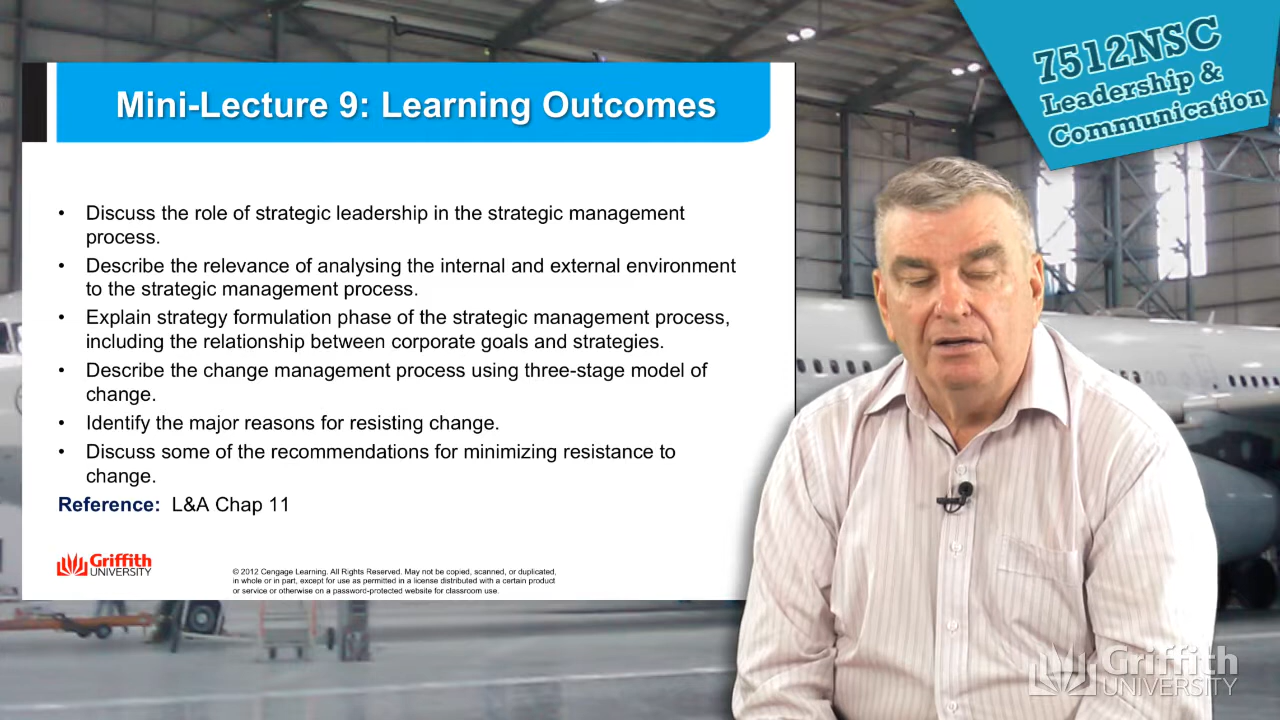 7512NSC
Leadership &
Communication
Mini-Lecture 9: Learning Outcomes
• Discuss the role of strategic leadership in the strategic management
process.
• Describe the relevance of analysing the internal and external environment
to the strategic management process.
• Explain strategy formulation phase of the strategic management process,
including the relationship between corporate goals and strategies.
• Describe the change management process using three-stage model of
change.
• Identify the major reasons for resisting change.
• Discuss some of the recommendations for minimizing resistance to
change.
Reference: L&A Chap 11
Griffith
UNIVERSITY
© 2012 Cengage Learning. All Rights Reserved. May not be copied, scanned, or duplicated,
in whole or in part, except for use as permitted in a license distributed with a certain product
or service or otherwise on a password-protected website for classroom use.
Griffith
UNIVERSITY